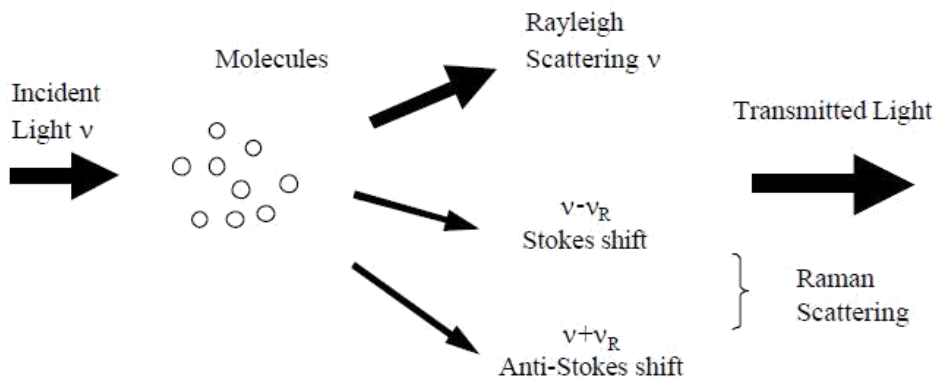 Incident
Light ν
Molecules
Rayleigh
Scattering ν
Transmitted Light
ν-νR
Stokes shift
ν+νR
Anti-Stokes shift
Raman
Scattering